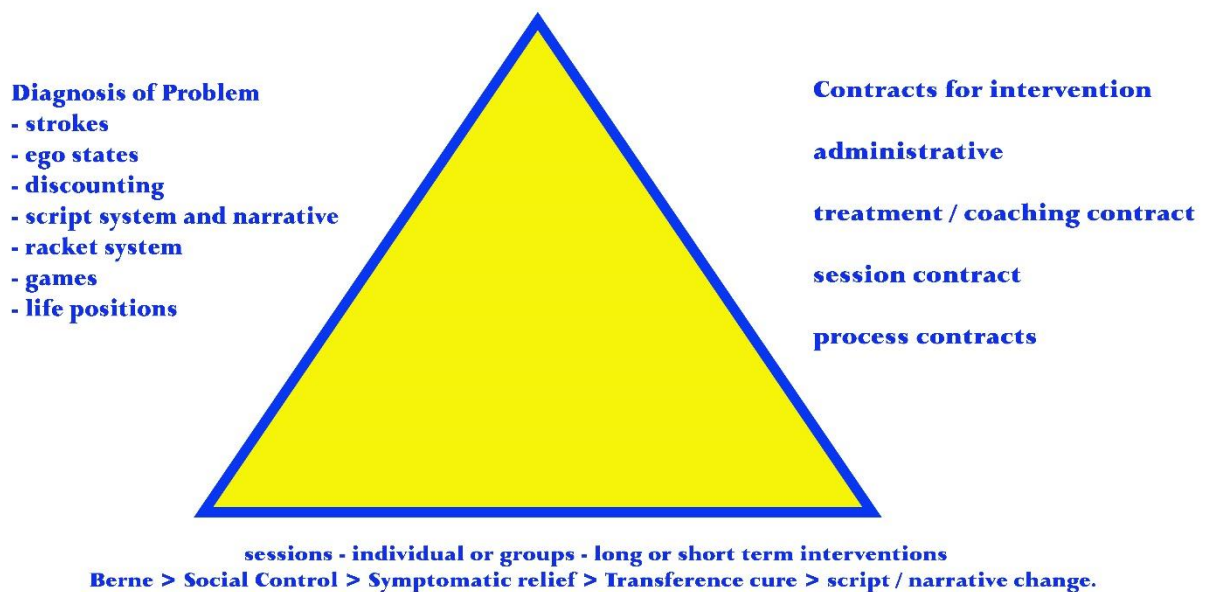 Diagnosis of Problem
- strokes
- ego states
- discounting
- script system and narrative
- racket system
- games
- life positions
Contracts for intervention
administrative
treatment / coaching contract
session contract
process contracts
sessions - individual or groups - long or short term interventions
Berne > Social Control > Symptomatic relief > Transference cure > script / narrative change.